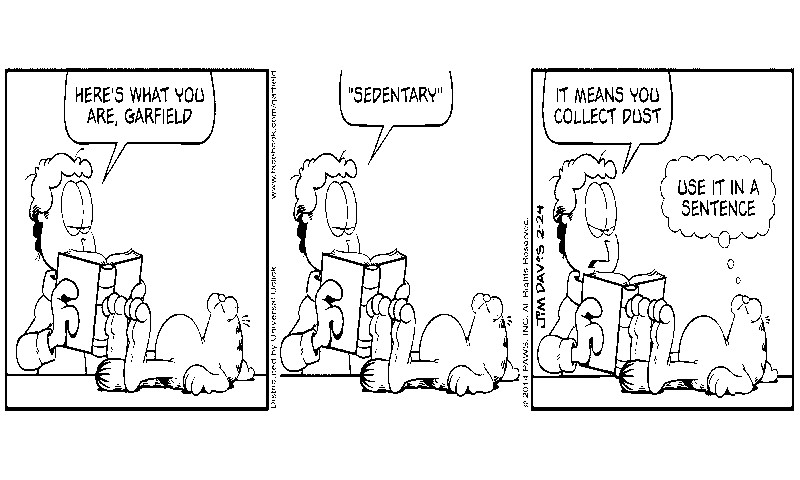 HERE'S WHAT YOU
ARE, GARFIELD
www.facebook.com/garfield
Distributed by Universal Uclick
"SEDENTARY"
© 2014 PAWS, INC. All Rights Reserved.
IT MEANS YOU
COLLECT DUST
JIM DAVIS 2-24
USE IT IN A
SENTENCE